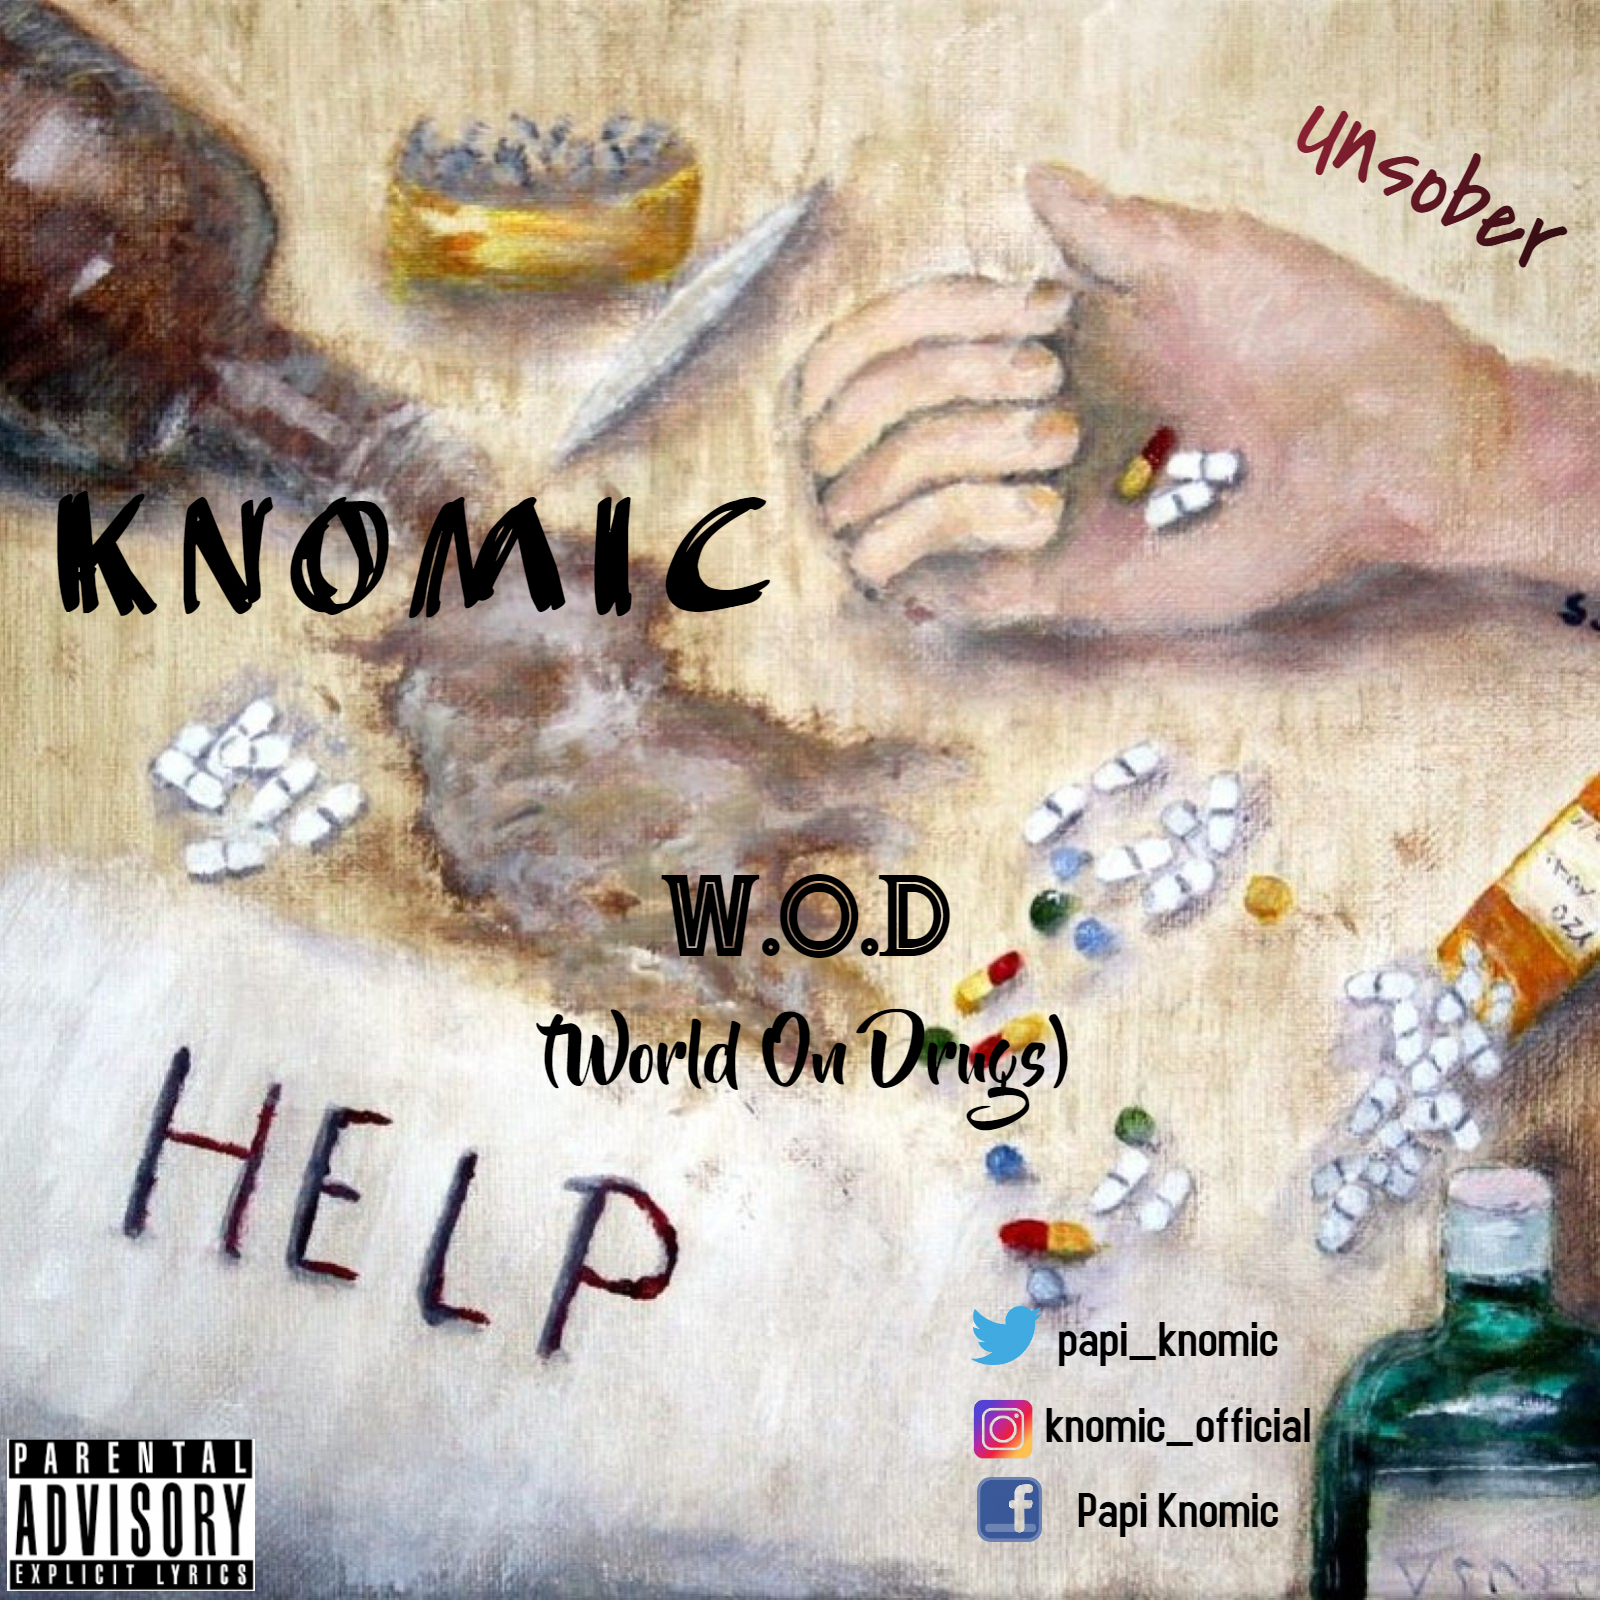 unsober
KNOMIC
W.O.D
(World On Drugs)
HELP
papi_knomic
knomic_official
Papi Knomic
PARENTAL
ADVISORY
EXPLICIT LYRICS